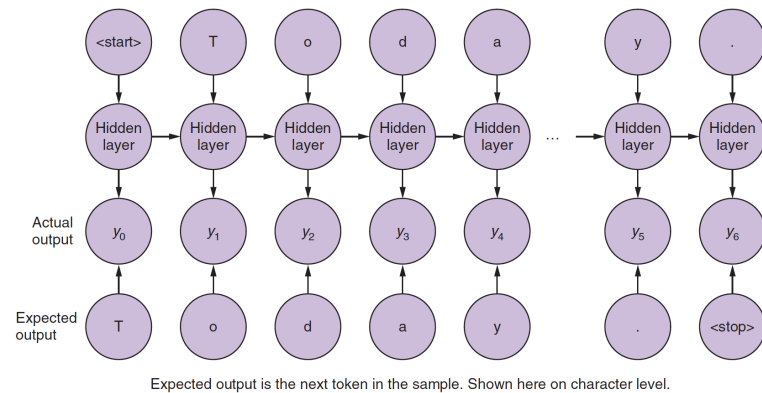 <start> T o d a y .
Hidden layer Hidden layer Hidden layer Hidden layer Hidden layer ... Hidden layer Hidden layer
Actual output y0 y1 y2 y3 y4 y5 y6
Expected output T o d a y . <stop>
Expected output is the next token in the sample. Shown here on character level.